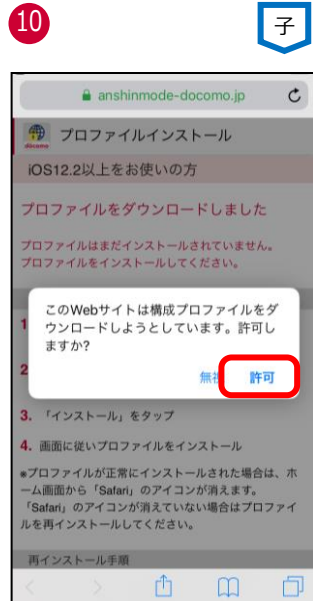 10
子
anshinmode-docomo.jp
docomo
プロファイルインストール
iOS12.2以上をお使いの方
プロファイルをダウンロードしました
プロファイルはまだインストールされていません。
プロファイルをインストールしてください。
このWebサイトは構成プロファイルをダ
ウンロードしようとしています。許可し
ますか?
無視
許可
1
2
3. 「インストール」をタップ
4. 画面に従いプロファイルをインストール
※プロファイルが正常にインストールされた場合は、ホ
ーム画面から「Safari」のアイコンが消えます。
「Safari」のアイコンが消えていない場合はプロファイ
ルを再インストールしてください。
再インストール手順